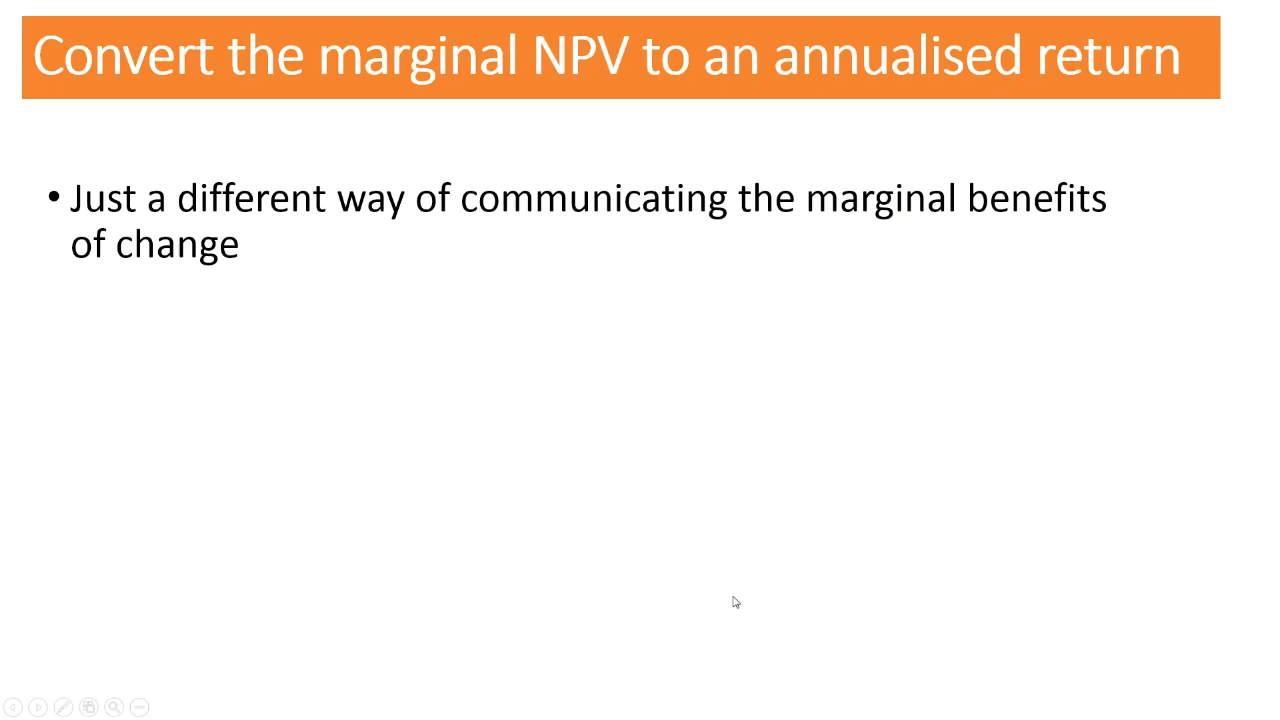 Convert the marginal NPV to an annualised return
• Just a different way of communicating the marginal benefits
of change